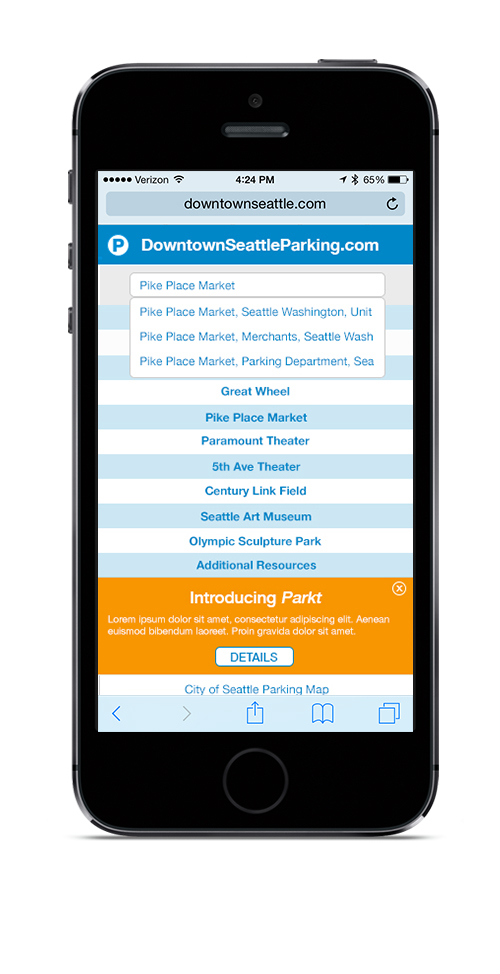 Verizon 4:24 PM 65%
downtownseattle.com
P DowntownSeattleParking.com
Pike Place Market
Pike Place Market, Seattle Washington, Unit
Pike Place Market, Merchants, Seattle Wash
Pike Place Market, Parking Department, Sea
Great Wheel
Pike Place Market
Paramount Theater
5th Ave Theater
Century Link Field
Seattle Art Museum
Olympic Sculpture Park
Additional Resources
Introducing Parkt
Lorem ipsum dolor sit amet, consectetur adipiscing elit. Aenean
euismod bibendum laoreet. Proin gravida dolor sit amet.
DETAILS
City of Seattle Parking Map